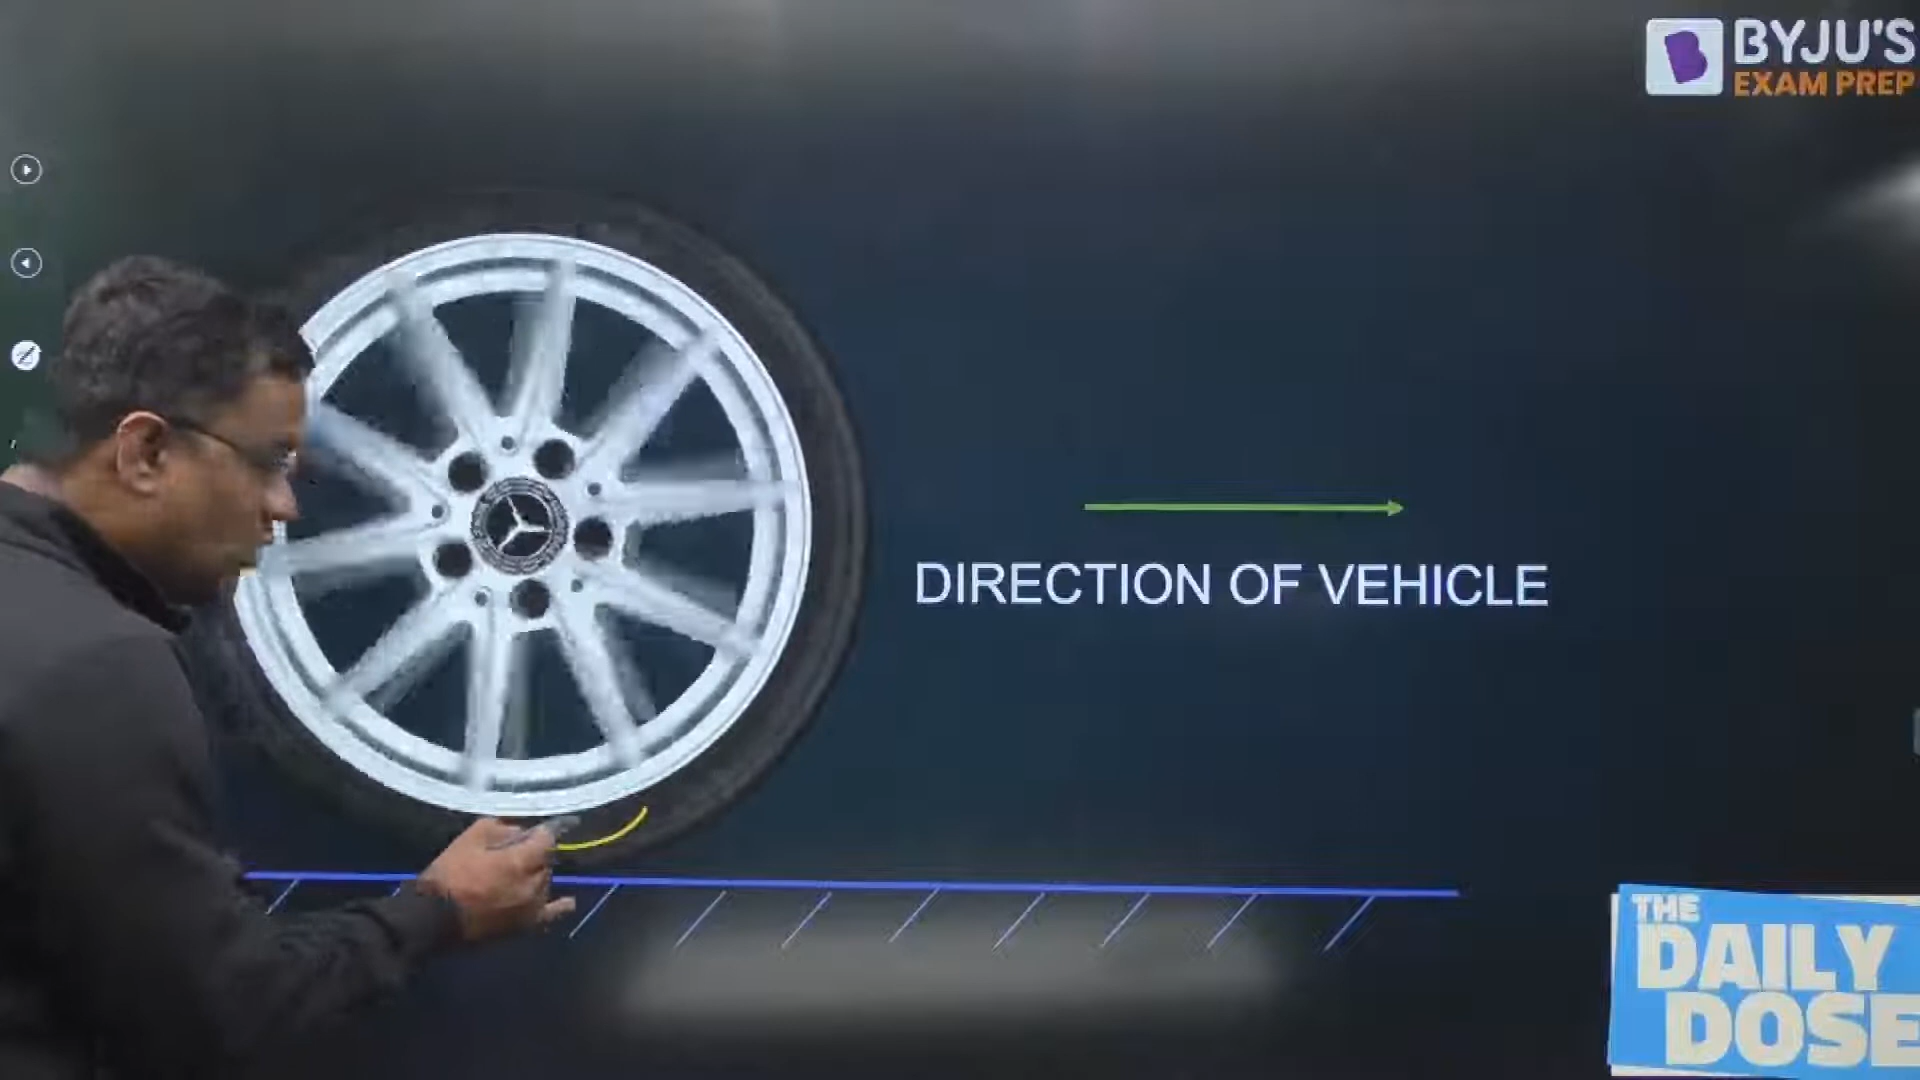 BYJU'S
EXAM PREP
DIRECTION OF VEHICLE
THE
DAILY
DOSE